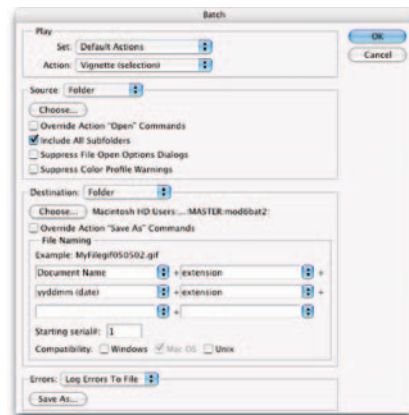 Batch
Play
Set: Default Actions
Action: Vignette (selection)
OK
Cancel
Source: Folder
Choose...
Override Action "Open" Commands
Include All Subfolders
Suppress File Open Options Dialogs
Suppress Color Profile Warnings
Destination: Folder
Choose... Macintosh HD:Users:...:MASTER:mod6bat2:
Override Action "Save As" Commands
File Naming
Example: MyFilegif050502.gif
Document Name + extension +
yyddmm (date) + extension +
+
Starting serial#: 1
Compatibility: Windows Mac OS Unix
Errors: Log Errors To File
Save As...